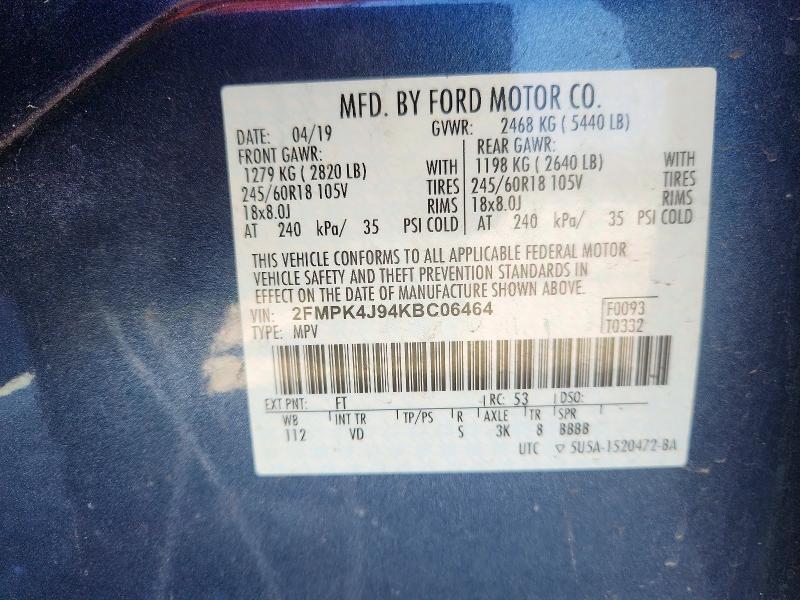 MFD. BY FORD MOTOR CO.
DATE: 04/19 GVWR: 2468 KG ( 5440 LB)
FRONT GAWR: REAR GAWR:
1279 KG ( 2820 LB) WITH 1198 KG ( 2640 LB) WITH
245/60R18 105V TIRES 245/60R18 105V TIRES
18x8.0J RIMS 18x8.0J RIMS
AT 240 kPa/ 35 PSI COLD AT 240 kPa/ 35 PSI COLD
THIS VEHICLE CONFORMS TO ALL APPLICABLE FEDERAL MOTOR
VEHICLE SAFETY AND THEFT PREVENTION STANDARDS IN
EFFECT ON THE DATE OF MANUFACTURE SHOWN ABOVE.
VIN: 2FMPK4J94KBC06464 F0093
TYPE: MPV T0332
EXT PNT: FT RC: 53 DSO:
WB INT TR TP/PS R AXLE TR SPR
112 VD S 3K 8 BBBB
UTC ▽ 5U5A-1520472-BA